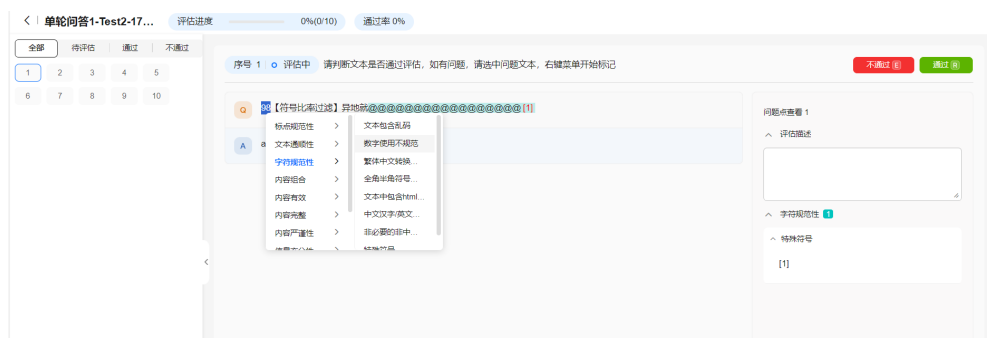 单轮问答1-Test2-17... 评估进度 0%(0/10) 通过率 0%
全部 待评估 通过 不通过
1 2 3 4 5
6 7 8 9 10
序号 1 评估中 请判断文本是否通过评估，如有问题，请选中问题文本，右键菜单开始标记 不通过 E 通过 R
Q 98【符号比率过滤】异地就@@@@@@@@@@@@@@@@@ [1]
A a
标点规范性
文本通顺性
字符规范性
内容组合
内容有效
内容完整
内容严谨性
信息充分性
文本包含乱码
数字使用不规范
繁体中文转换...
全角半角符号...
文本中包含html...
中文汉字/英文...
非必要的非中...
特殊符号
问题点查看 1
评估描述
字符规范性 1
特殊符号
[1]